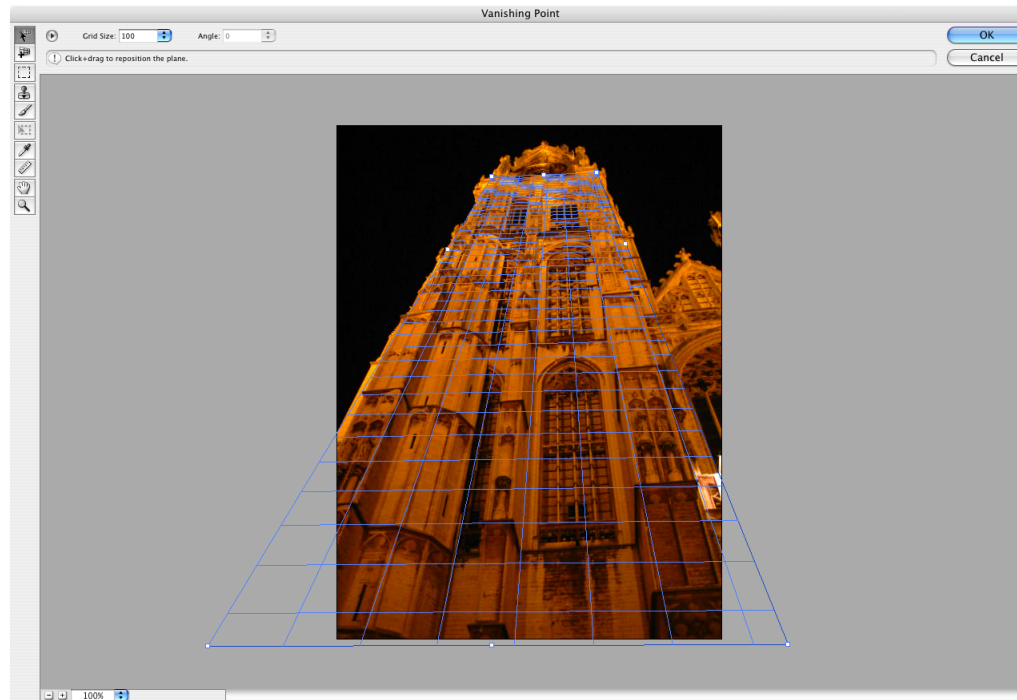 Vanishing Point
Grid Size: 100 Angle: 0 OK
! Click+drag to reposition the plane. Cancel
100%